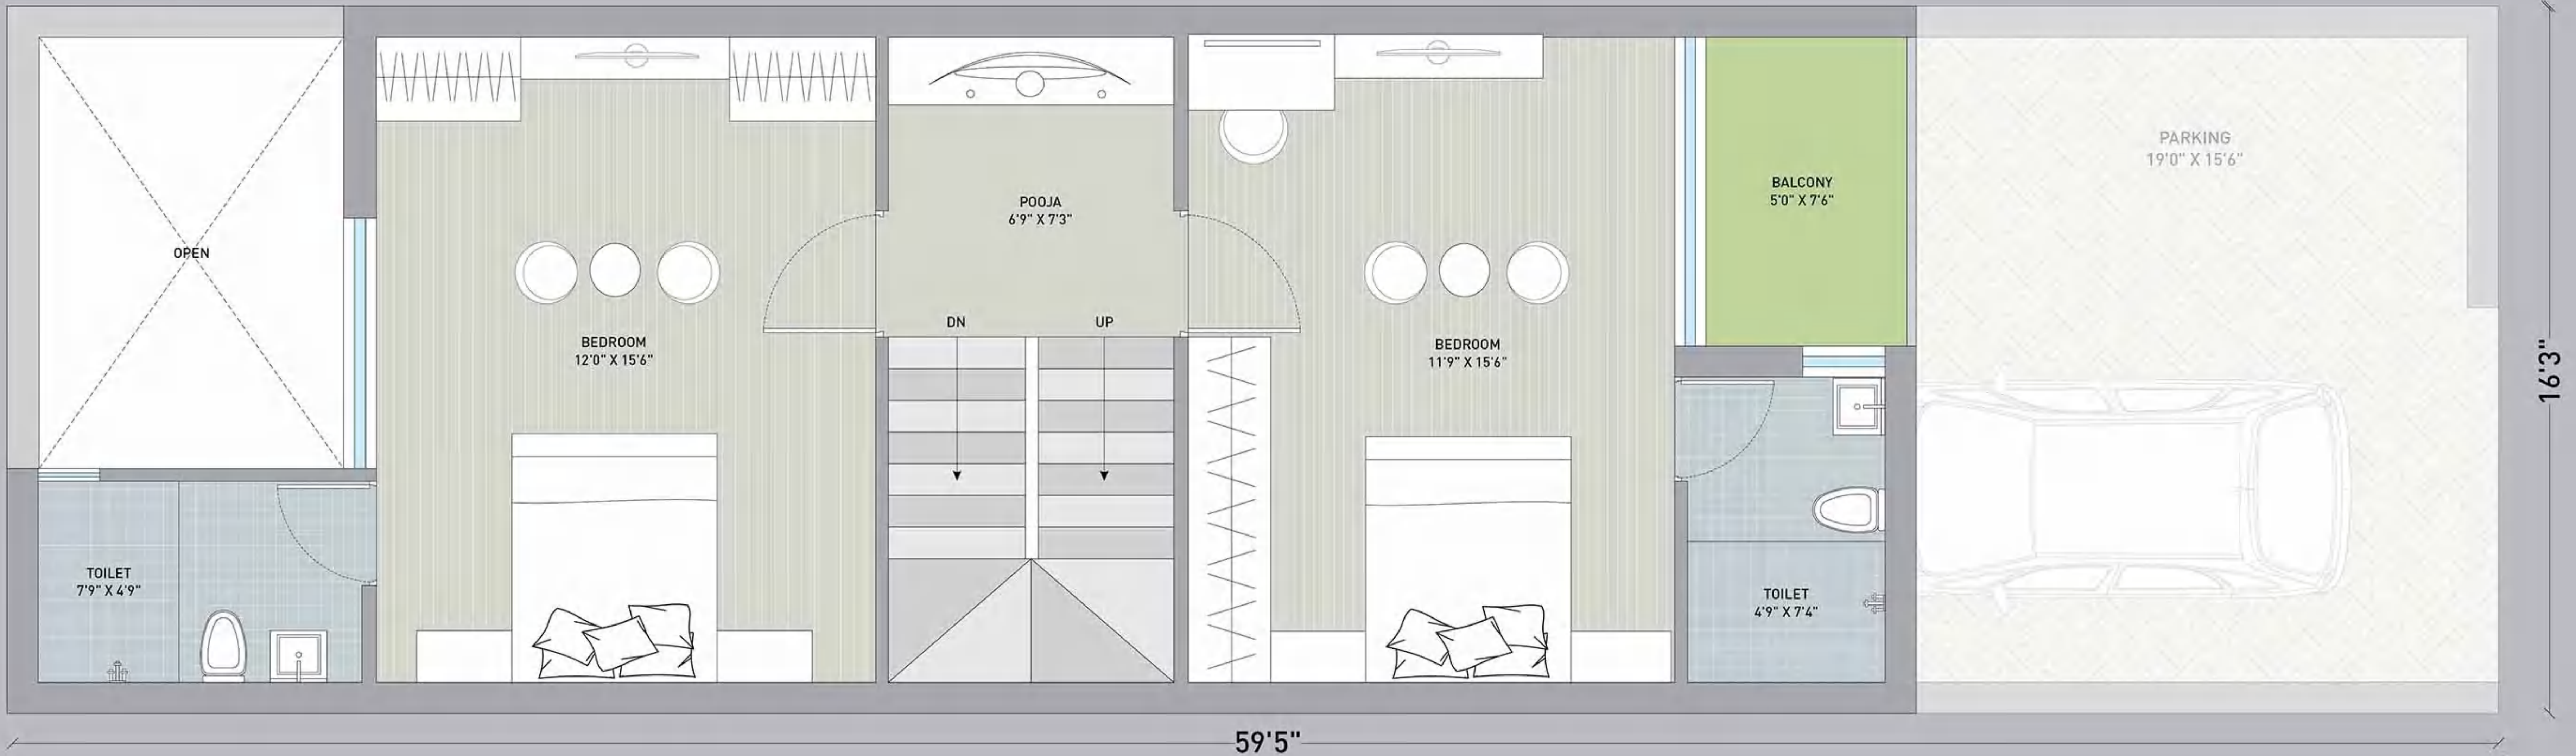 OPEN
TOILET
7'9" X 4'9"
BEDROOM
12'0" X 15'6"
POOJA
6'9" X 7'3"
DN
UP
BEDROOM
11'9" X 15'6"
BALCONY
5'0" X 7'6"
TOILET
4'9" X 7'4"
PARKING
19'0" X 15'6"
16'3"
59'5"